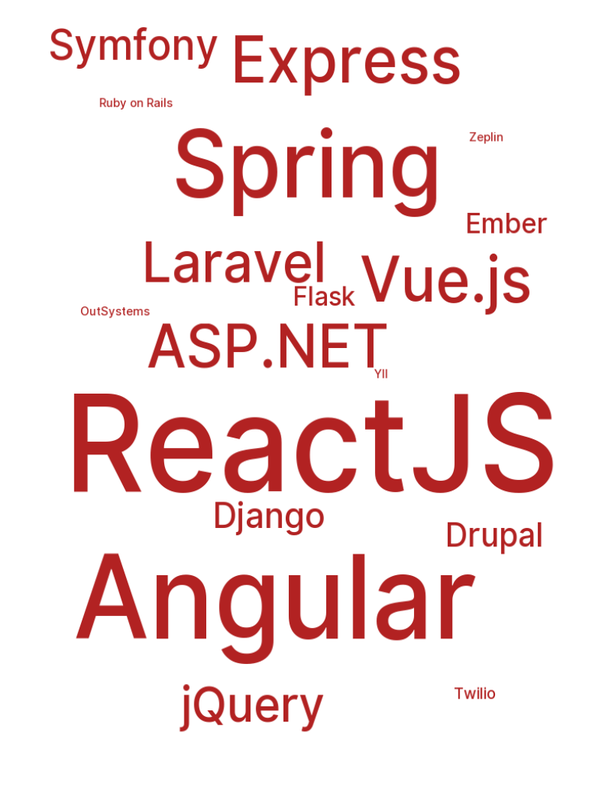 Symfony
Express
Ruby on Rails
Spring
Zeplin
Ember
Laravel
Vue.js
Flask
OutSystems
ASP.NET
YII
ReactJS
Django
Drupal
Angular
jQuery
Twilio